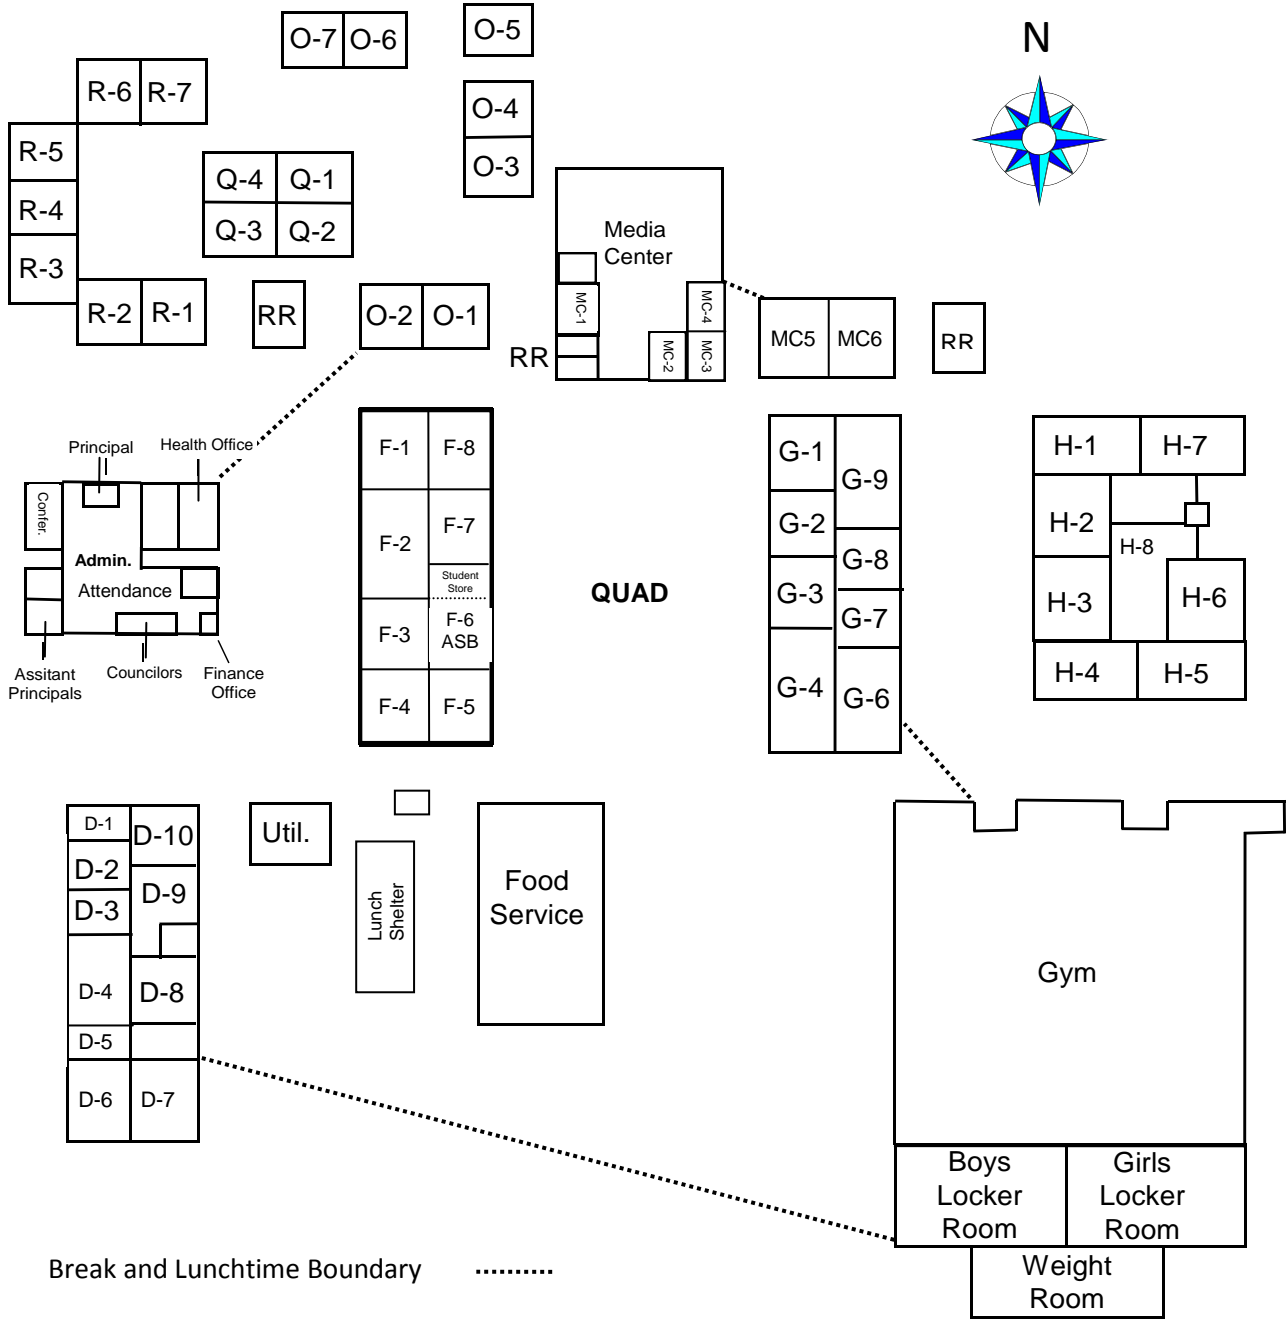 O-7 O-6
O-5
N
R-6 R-7
O-4
R-5
O-3
Q-4 Q-1
R-4
Q-3 Q-2
Media
Center
R-3
MC-1
MC-4
R-2 R-1
RR
O-2 O-1
RR
MC-2
MC-3
MC5 MC6
RR
Principal
Health Office
F-1 F-8
G-1
G-9
H-1 H-7
Confer.
F-2
F-7
G-2
H-2
H-8
Admin.
Attendance
Student
Store
QUAD
G-8
G-3
H-3
H-6
F-3
F-6
ASB
G-7
Assitant
Principals
Councilors
Finance
Office
F-4 F-5
G-4
G-6
H-4 H-5
D-1
D-10
Util.
D-2
D-9
D-3
Lunch
Shelter
Food
Service
D-4
D-8
Gym
D-5
D-6 D-7
Boys
Locker
Room
Girls
Locker
Room
Break and Lunchtime Boundary
Weight
Room